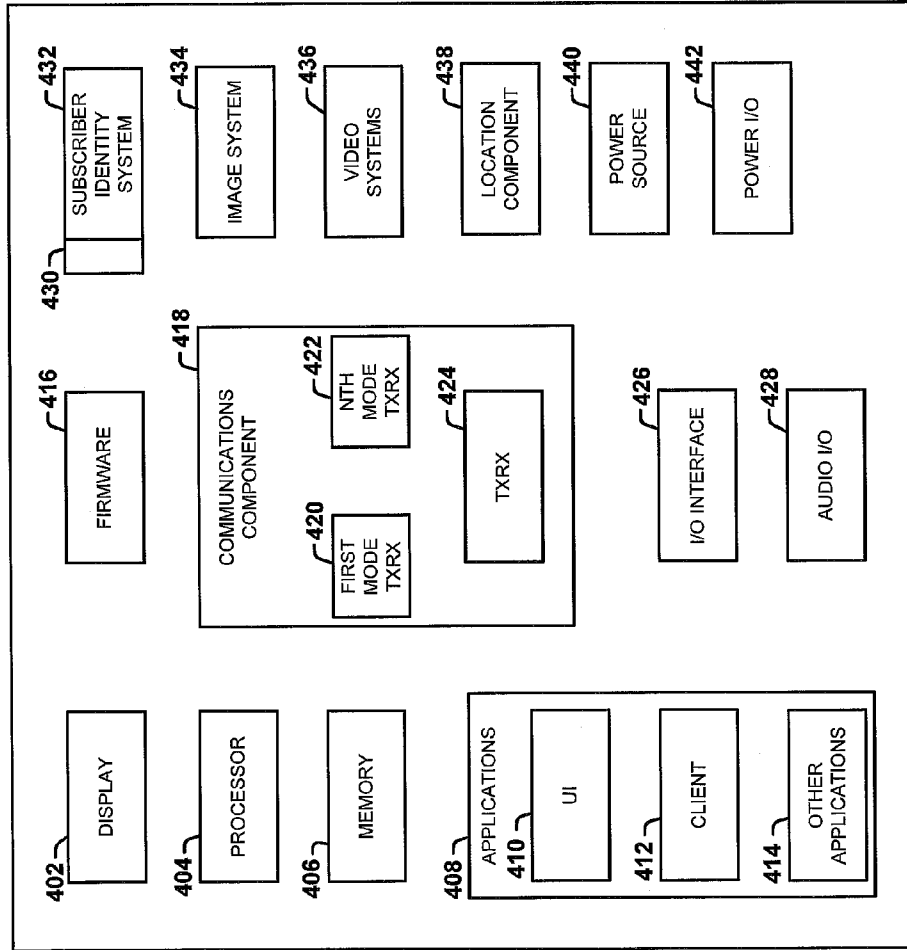 402
DISPLAY
404
PROCESSOR
406
MEMORY
408
APPLICATIONS
410
UI
412
CLIENT
414
OTHER
APPLICATIONS
416
FIRMWARE
418
COMMUNICATIONS
COMPONENT
420
FIRST
MODE
TXRX
422
NTH
MODE
TXRX
424
TXRX
426
I/O INTERFACE
428
AUDIO I/O
430
432
SUBSCRIBER
IDENTITY
SYSTEM
434
IMAGE SYSTEM
436
VIDEO
SYSTEMS
438
LOCATION
COMPONENT
440
POWER
SOURCE
442
POWER I/O